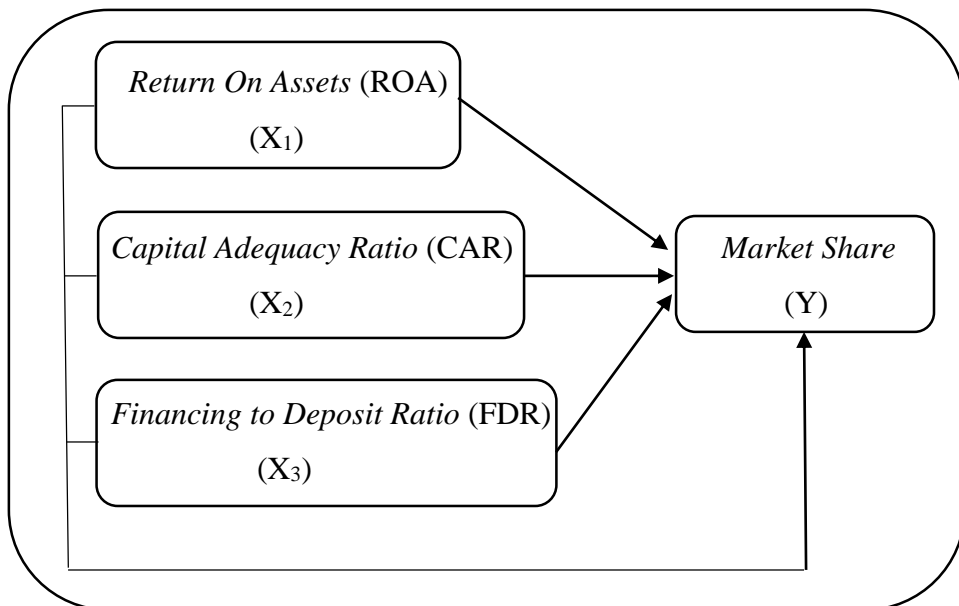 Return On Assets (ROA)
(X₁)
Capital Adequacy Ratio (CAR)
(X₂)
Market Share
(Y)
Financing to Deposit Ratio (FDR)
(X₃)